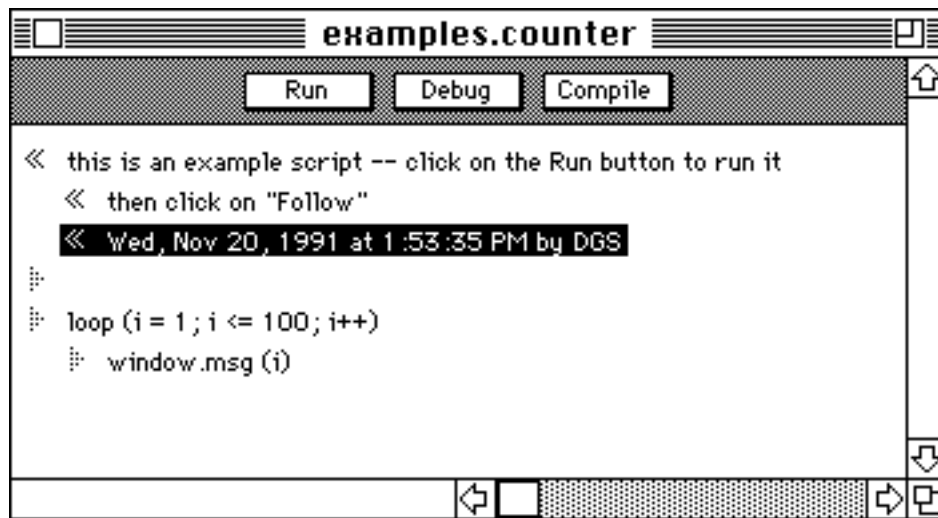 examples.counter
Run Debug Compile
« this is an example script -- click on the Run button to run it
« then click on "Follow"
« Wed, Nov 20, 1991 at 1:53:35 PM by DGS
loop (i = 1; i <= 100; i++)
window.msg (i)